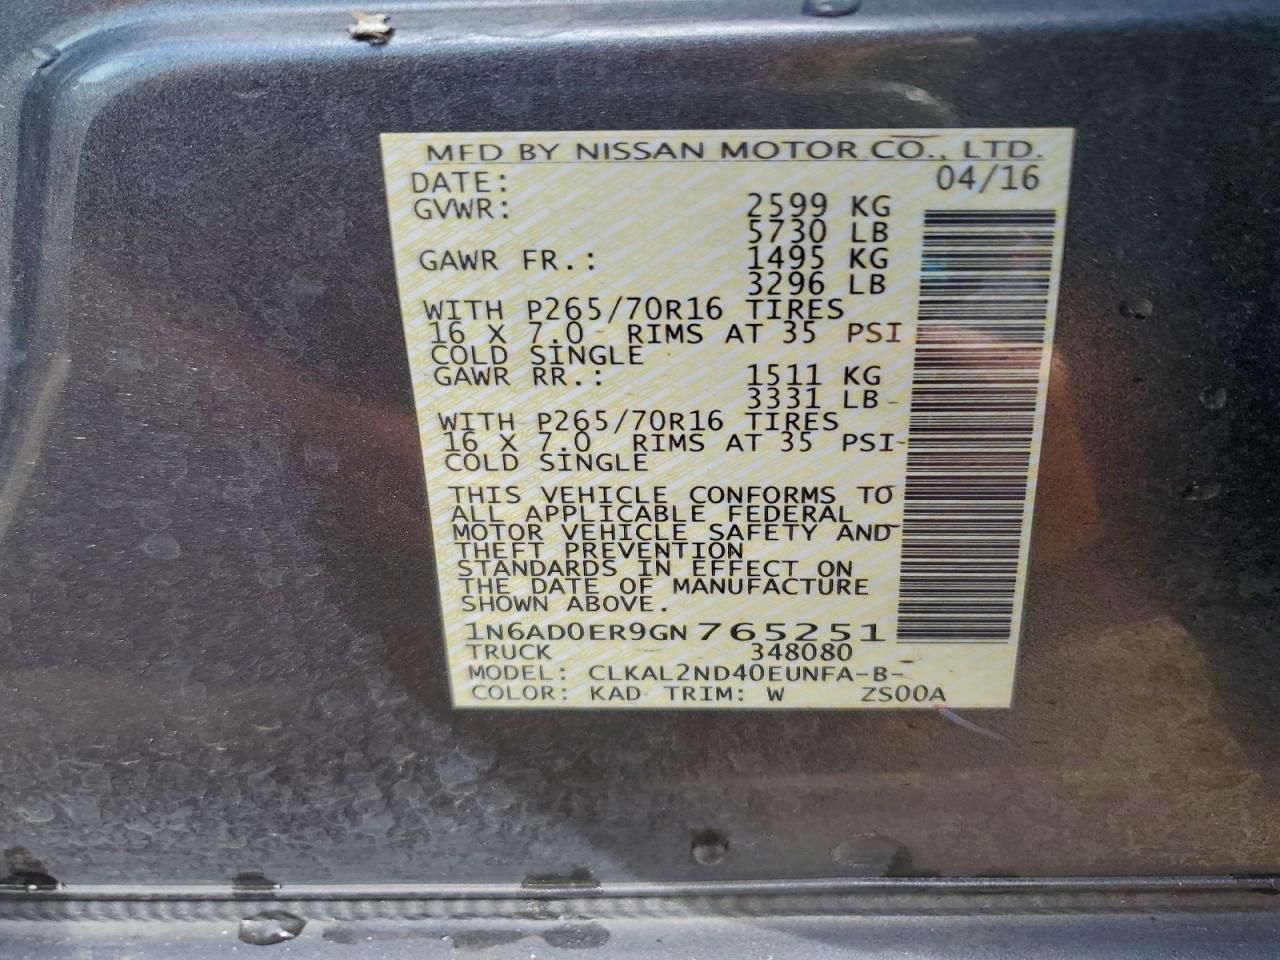 MFD BY NISSAN MOTOR CO., LTD.
DATE: 04/16
GVWR: 2599 KG
5730 LB
GAWR FR.: 1495 KG
3296 LB
WITH P265/70R16 TIRES
16 X 7.0 RIMS AT 35 PSI
COLD SINGLE
GAWR RR.: 1511 KG
3331 LB
WITH P265/70R16 TIRES
16 X 7.0 RIMS AT 35 PSI
COLD SINGLE
THIS VEHICLE CONFORMS TO
ALL APPLICABLE FEDERAL
MOTOR VEHICLE SAFETY AND
THEFT PREVENTION
STANDARDS IN EFFECT ON
THE DATE OF MANUFACTURE
SHOWN ABOVE.
1N6AD0ER9GN765251
TRUCK 348080
MODEL: CLKAL2ND40EUNFA-B-
COLOR: KAD TRIM: W ZS00A